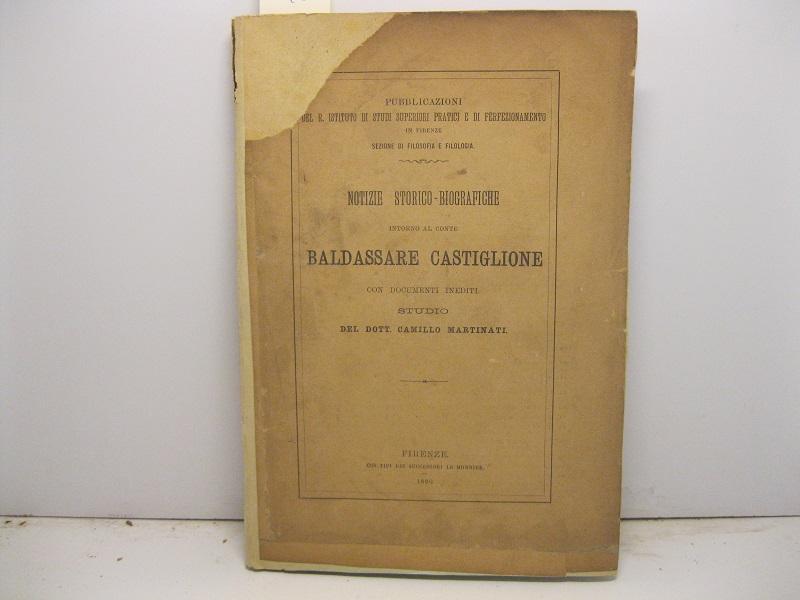 PUBBLICAZIONI
DEL R. ISTITUTO DI STUDI SUPERIORI PRATICI E DI PERFEZIONAMENTO
IN FIRENZE
SEZIONE DI FILOSOFIA E FILOLOGIA.
NOTIZIE STORICO-BIOGRAFICHE
INTORNO AL CONTE
BALDASSARE CASTIGLIONE
CON DOCUMENTI INEDITI.
STUDIO
DEL DOTT. CAMILLO MARTINATI.
FIRENZE.
COI TIPI DEI SUCCESSORI LE MONNIER.
1890